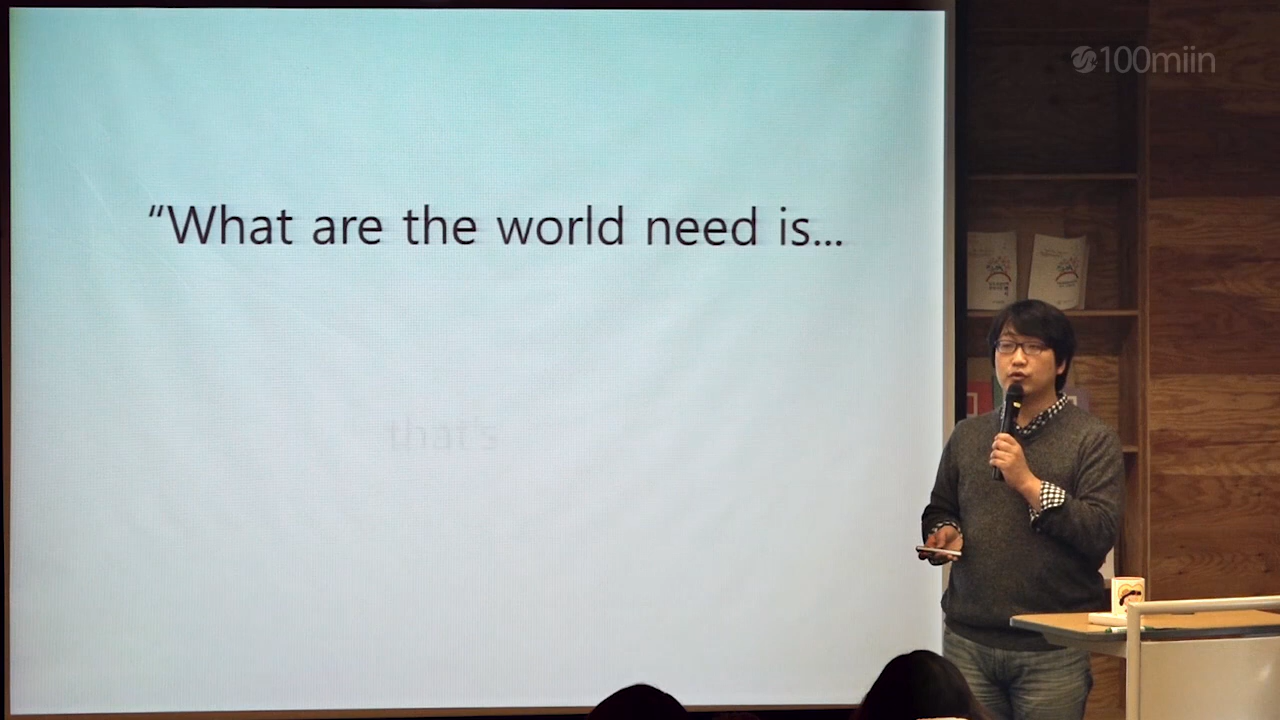 100miin
“What are the world need is...
that's